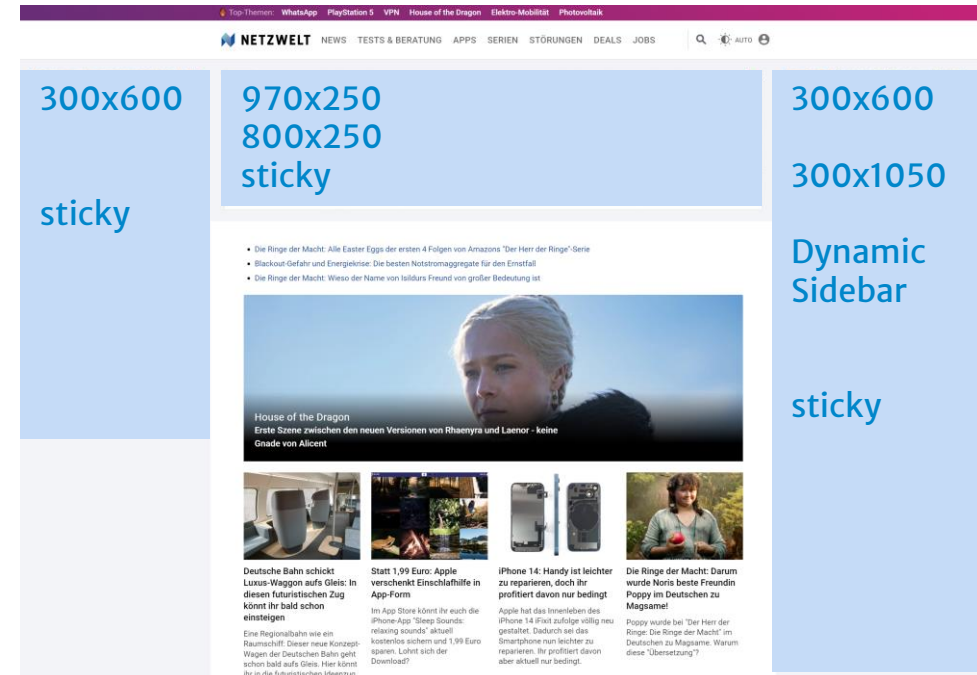 Top-Themen: WhatsApp PlayStation 5 VPN House of the Dragon Elektro-Mobilität Photovoltaik
NETZWELT NEWS TESTS & BERATUNG APPS SERIEN STÖRUNGEN DEALS JOBS AUTO
300x600
sticky
970x250
800x250
sticky
300x600
300x1050
Dynamic
Sidebar
sticky
Die Ringe der Macht: Alle Easter Eggs der ersten 4 Folgen von Amazons "Der Herr der Ringe"-Serie
Blackout-Gefahr und Energiekrise: Die besten Notstromaggregate für den Ernstfall
Die Ringe der Macht: Wieso der Name von Isildurs Freund von großer Bedeutung ist
House of the Dragon
Erste Szene zwischen den neuen Versionen von Rhaenyra und Laenor - keine
Gnade von Alicent
Deutsche Bahn schickt
Luxus-Waggon aufs Gleis: In
diesen futuristischen Zug
könnt ihr bald schon
einsteigen
Eine Regionalbahn wie ein
Raumschiff: Dieser neue Konzept-
Wagen der Deutschen Bahn geht
schon bald aufs Gleis. Hier könnt
ihr in die futuristischen Ideenzug
Statt 1,99 Euro: Apple
verschenkt Einschlafhilfe in
App-Form
Im App Store könnt ihr euch die
iPhone-App "Sleep Sounds:
relaxing sounds" aktuell
kostenlos sichern und 1,99 Euro
sparen. Lohnt sich der
Download?
iPhone 14: Handy ist leichter
zu reparieren, doch ihr
profitiert davon nur bedingt
Apple hat das Innenleben des
iPhone 14 iFixit zufolge völlig neu
gestaltet. Dadurch sei das
Smartphone nun leichter zu
reparieren. Ihr profitiert davon
aber aktuell nur bedingt.
Die Ringe der Macht: Darum
wurde Noris beste Freundin
Poppy im Deutschen zu
Magsame!
Poppy wurde bei "Der Herr der
Ringe: Die Ringe der Macht" im
Deutschen zu Magsame. Warum
diese "Übersetzung"?